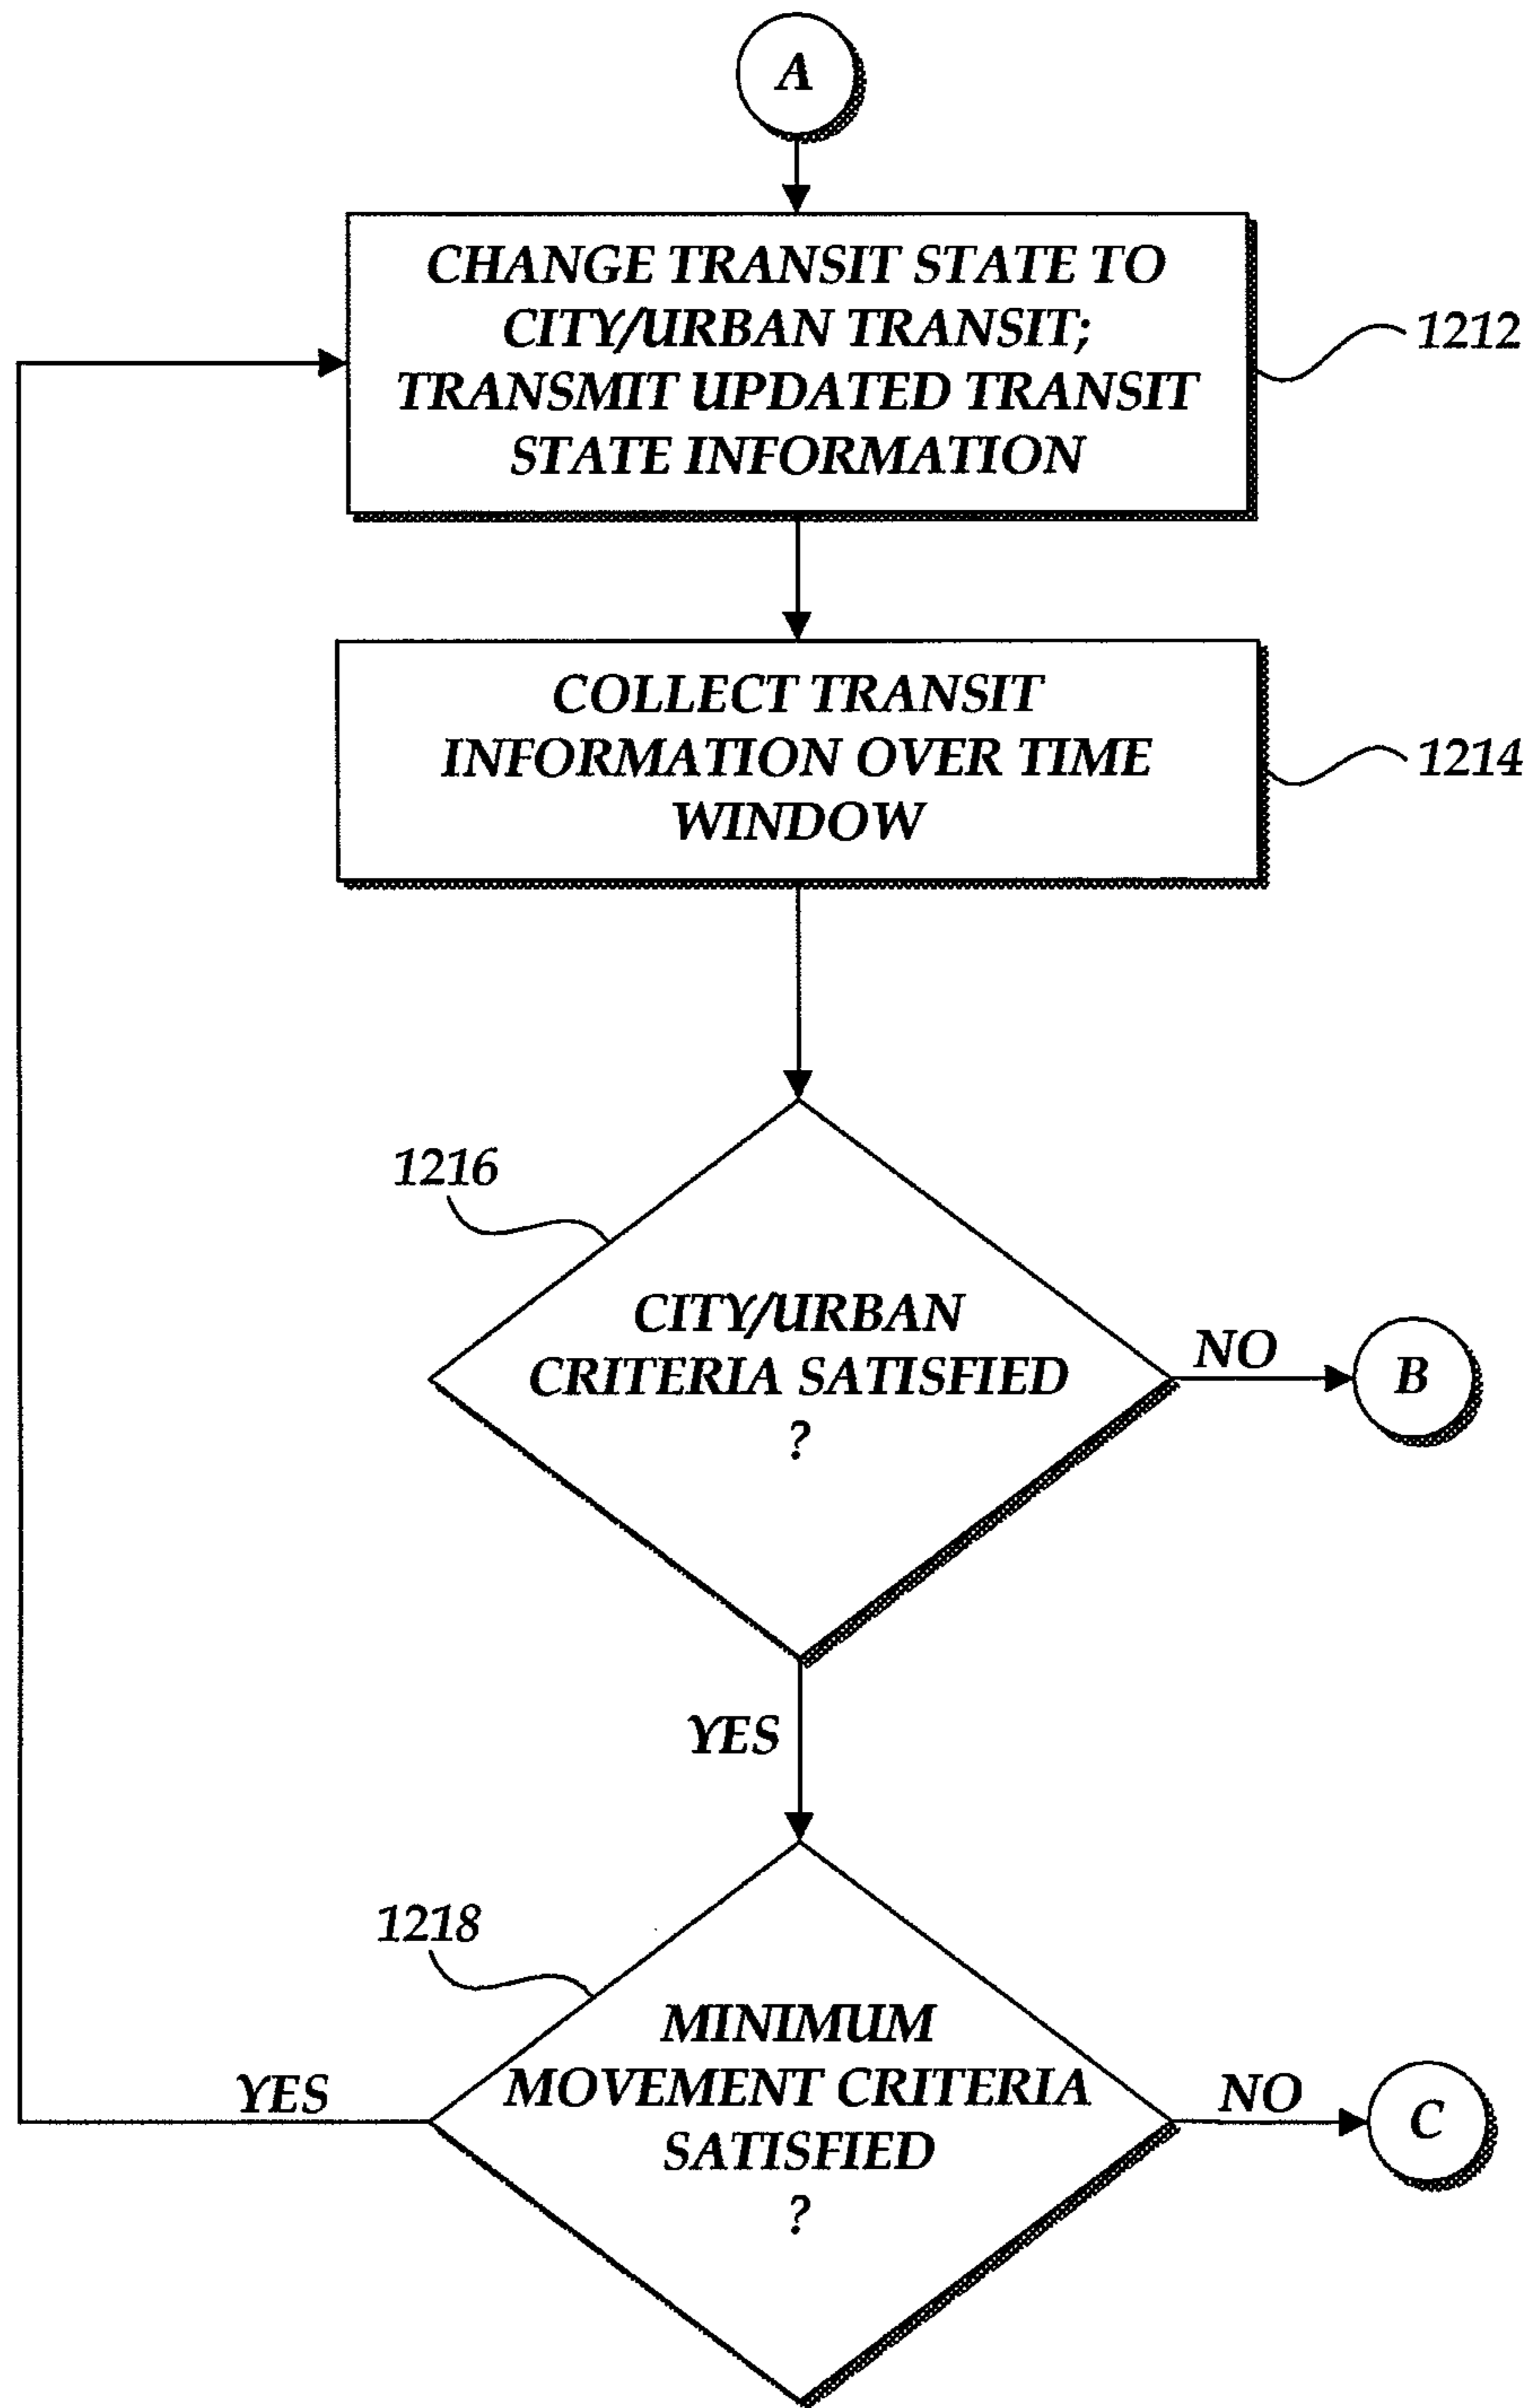 A
CHANGE TRANSIT STATE TO
CITY/URBAN TRANSIT;
TRANSMIT UPDATED TRANSIT
STATE INFORMATION
1212
COLLECT TRANSIT
INFORMATION OVER TIME
WINDOW
1214
1216
CITY/URBAN
CRITERIA SATISFIED
?
NO
B
YES
1218
MINIMUM
MOVEMENT CRITERIA
SATISFIED
?
YES
NO
C